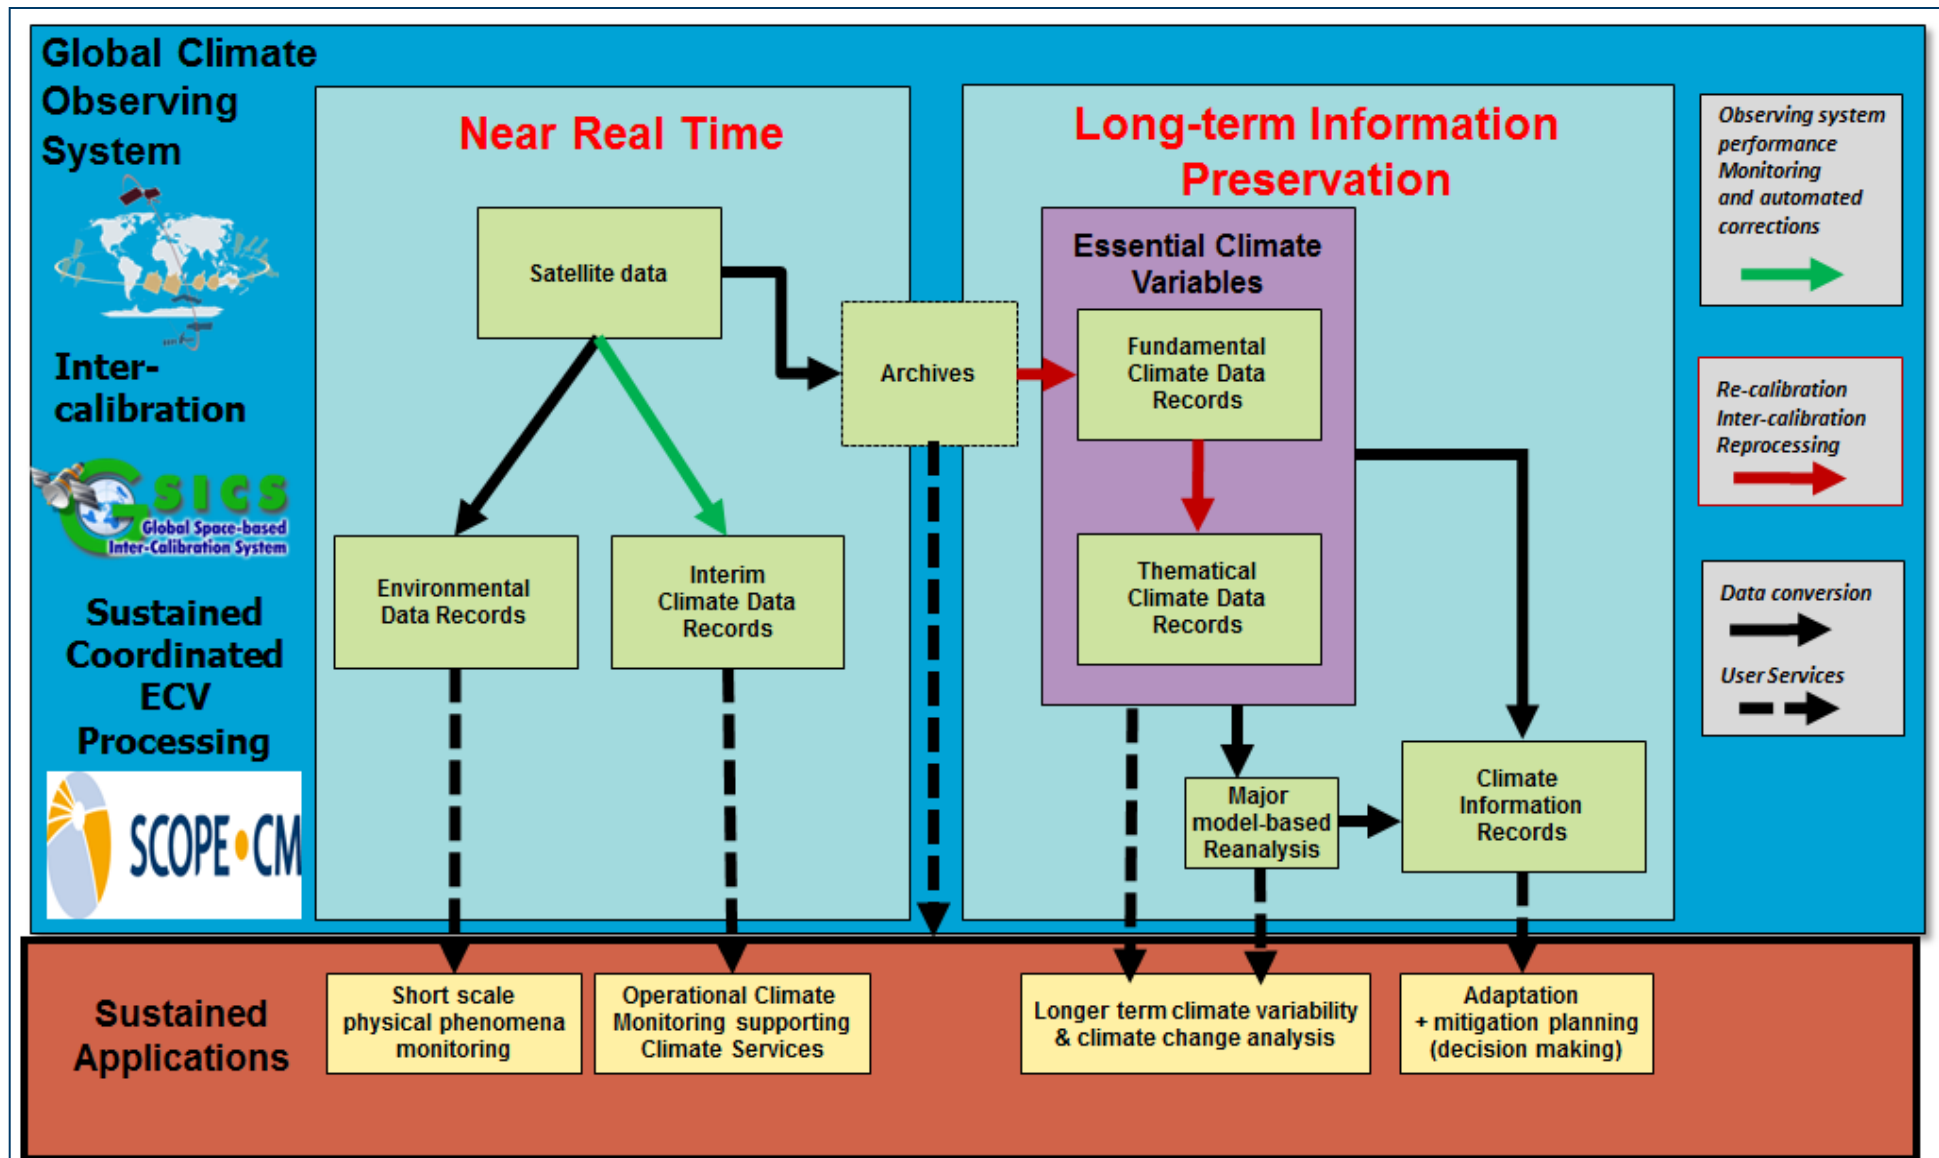 Global Climate
Observing
System
Inter-
calibration
GSICS
Global Space-based
Inter-Calibration System
Sustained
Coordinated
ECV
Processing
SCOPE•CM
Near Real Time
Satellite data
Environmental
Data Records
Interim
Climate Data
Records
Archives
Long-term Information
Preservation
Essential Climate
Variables
Fundamental
Climate Data
Records
Thematical
Climate Data
Records
Major
model-based
Reanalysis
Climate
Information
Records
Observing system
performance
Monitoring
and automated
corrections
Re-calibration
Inter-calibration
Reprocessing
Data conversion
User Services
Sustained
Applications
Short scale
physical phenomena
monitoring
Operational Climate
Monitoring supporting
Climate Services
Longer term climate variability
& climate change analysis
Adaptation
+ mitigation planning
(decision making)